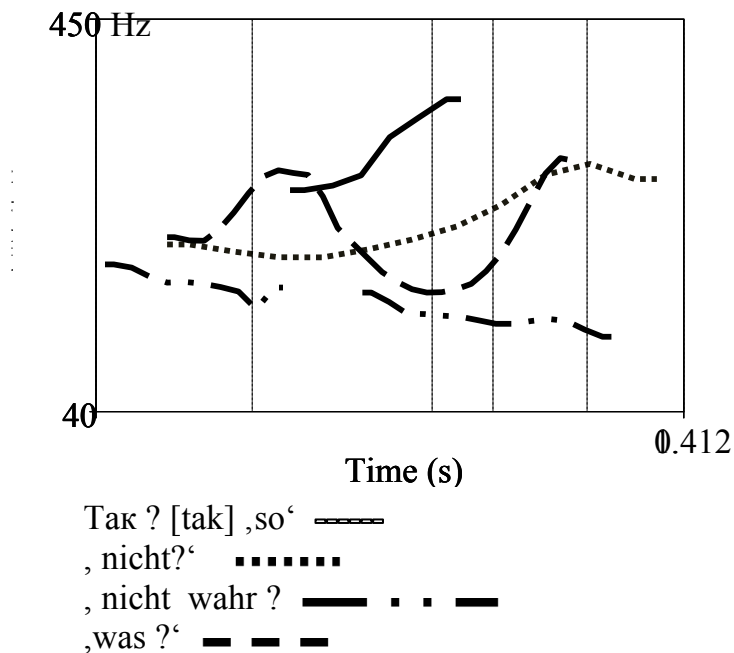 450 Hz
40
0.412
Time (s)
Так ? [tak] ‚so‘
‚ nicht?‘
‚ nicht wahr ?
‚was ?‘